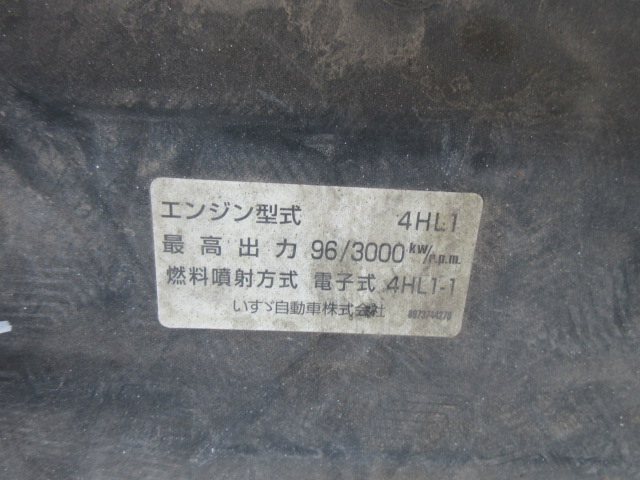 エンジン型式 4HL1
最高出力 96/3000 kw/r.p.m.
燃料噴射方式 電子式 4HL1-1
いすゞ自動車株式会社